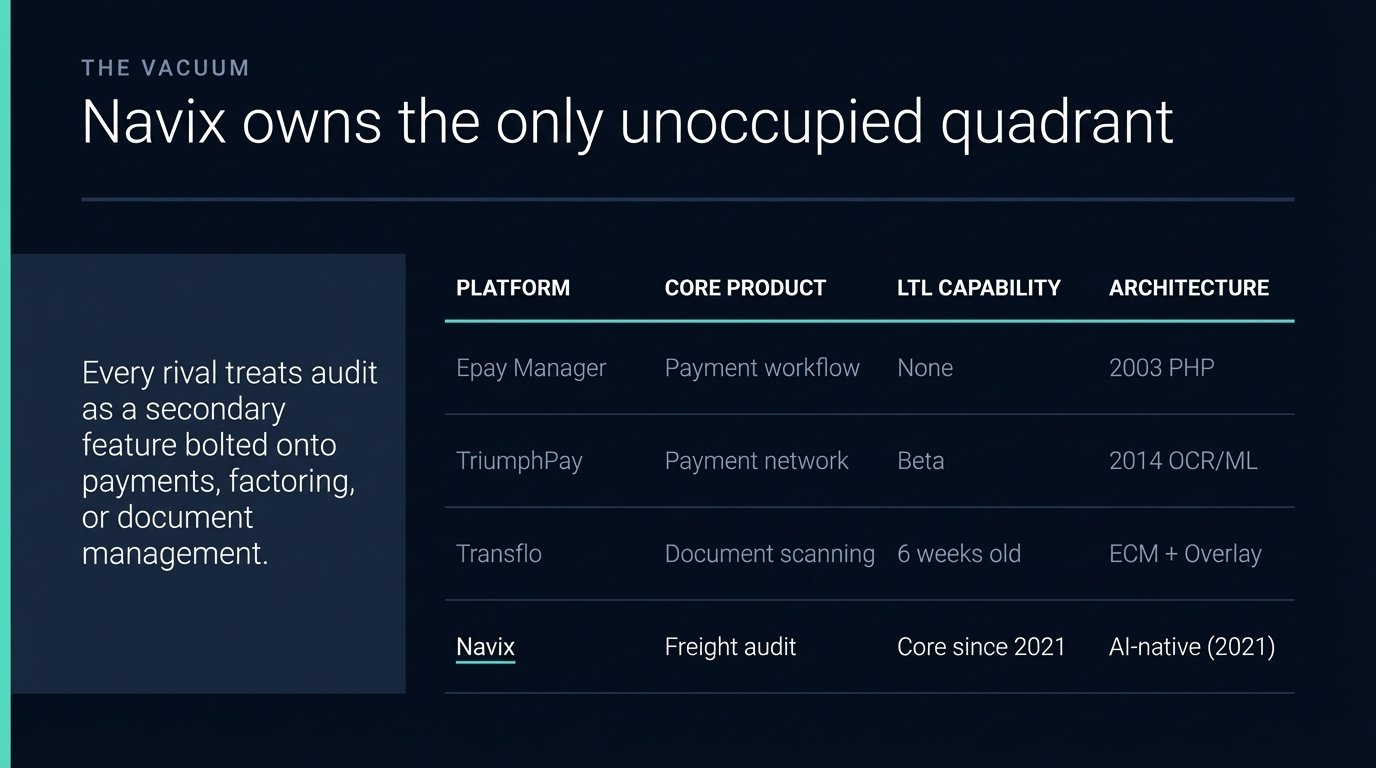 THE VACUUM
Navix owns the only unoccupied quadrant
Every rival treats audit
as a secondary
feature bolted onto
payments, factoring,
or document
management.
PLATFORM CORE PRODUCT LTL CAPABILITY ARCHITECTURE
Epay Manager Payment workflow None 2003 PHP
TriumphPay Payment network Beta 2014 OCR/ML
Transflo Document scanning 6 weeks old ECM + Overlay
Navix Freight audit Core since 2021 AI-native (2021)